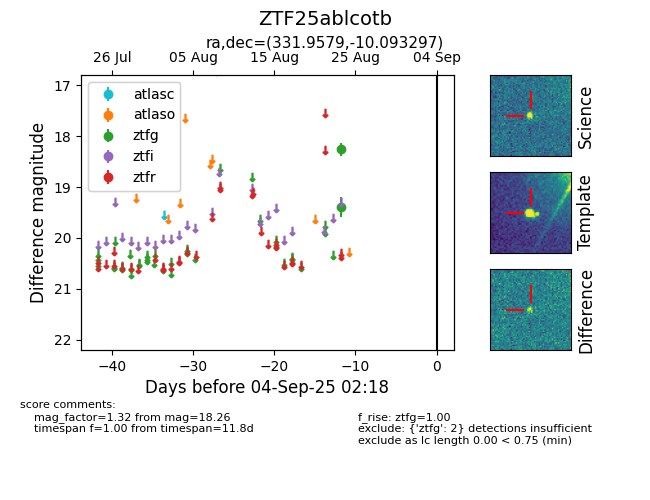 ZTF25ablcotb
ra,dec=(331.9579,-10.093297)
26 Jul
05 Aug
15 Aug
25 Aug
04 Sep
atlasc
atlaso
ztfg
ztfi
ztfr
17
18
19
20
21
22
Difference magnitude
−40
−30
−20
−10
0
Days before 04-Sep-25 02:18
Science
Template
Difference
score comments:
mag_factor=1.32 from mag=18.26
timespan f=1.00 from timespan=11.8d
f_rise: ztfg=1.00
exclude: {'ztfg': 2} detections insufficient
exclude as lc length 0.00 < 0.75 (min)